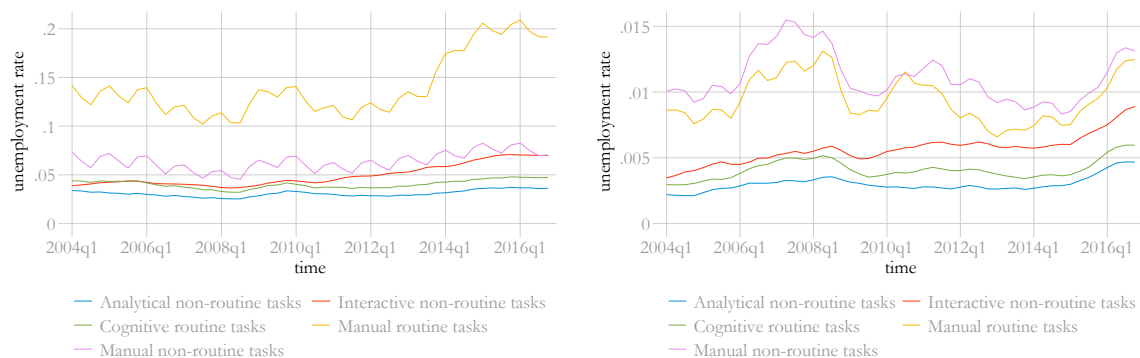 unemployment rate
.2
.15
.1
.05
0
2004q1 2006q1 2008q1 2010q1 2012q1 2014q1 2016q1
time
Analytical non-routine tasks Interactive non-routine tasks
Cognitive routine tasks Manual routine tasks
Manual non-routine tasks
unemployment rate
.015
.01
.005
0
2004q1 2006q1 2008q1 2010q1 2012q1 2014q1 2016q1
time
Analytical non-routine tasks Interactive non-routine tasks
Cognitive routine tasks Manual routine tasks
Manual non-routine tasks